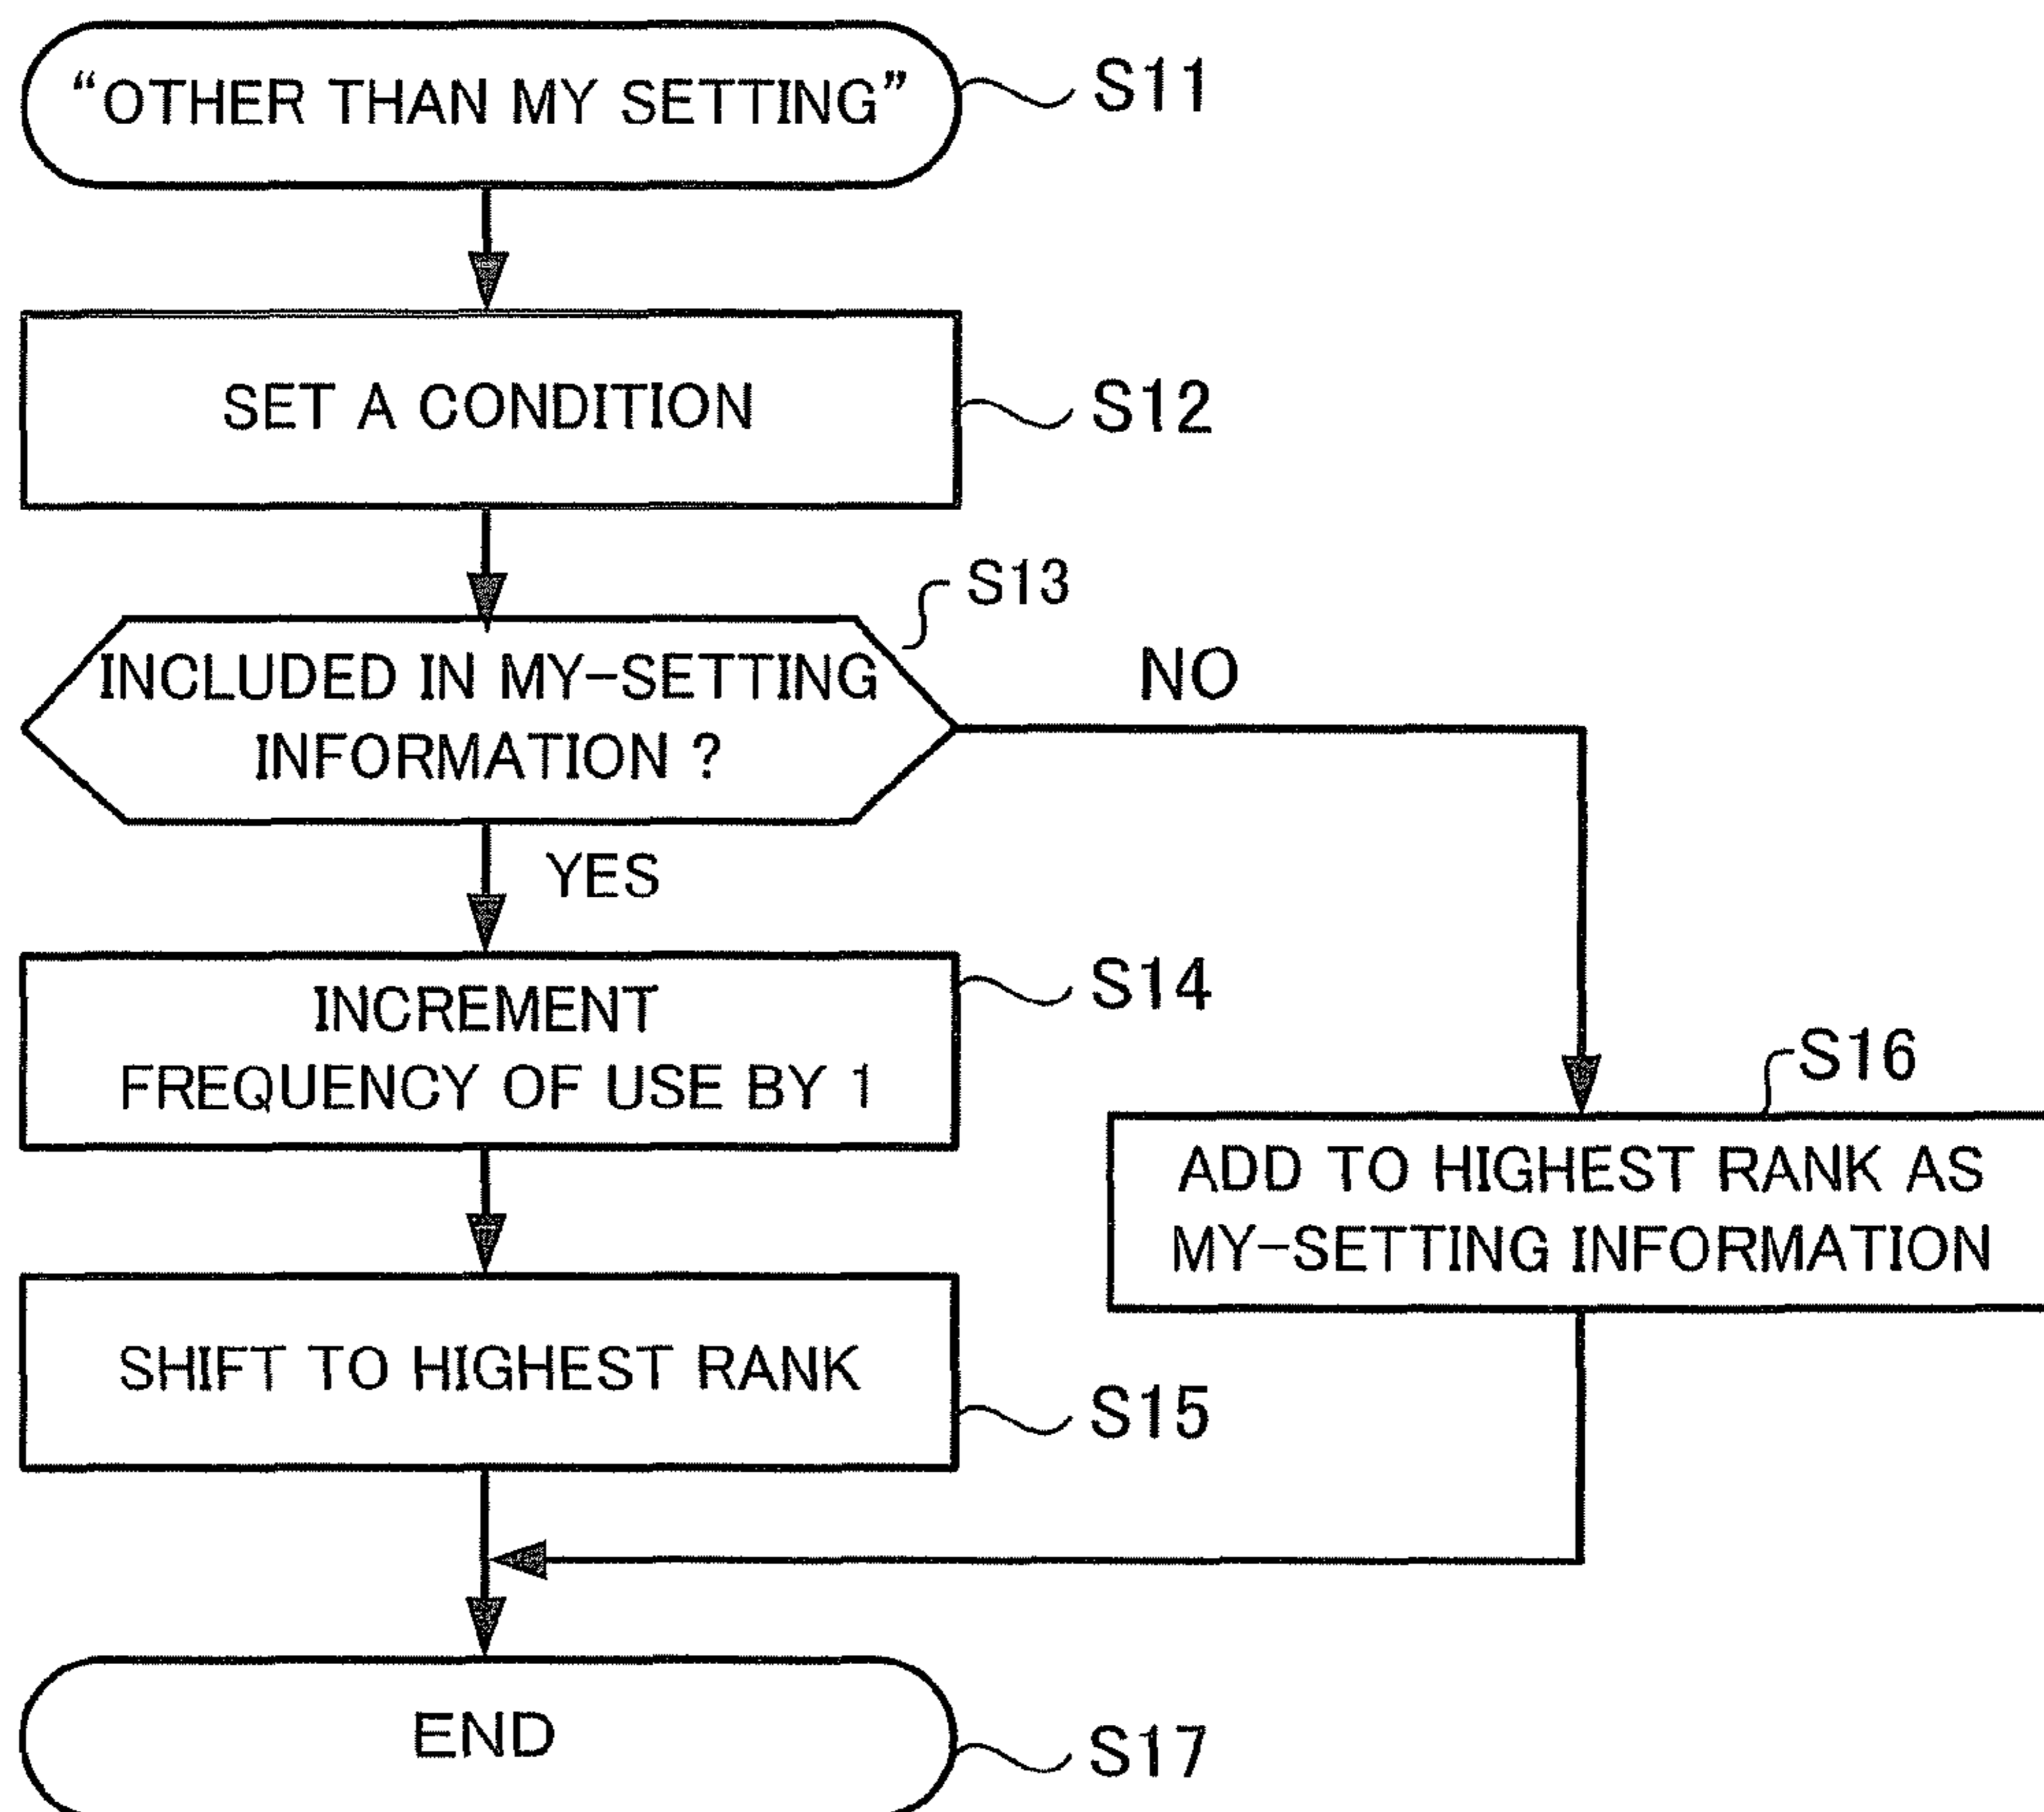 “OTHER THAN MY SETTING”
S11
SET A CONDITION
S12
S13
INCLUDED IN MY-SETTING
INFORMATION ?
NO
YES
INCREMENT
FREQUENCY OF USE BY 1
S14
S16
ADD TO HIGHEST RANK AS
MY-SETTING INFORMATION
SHIFT TO HIGHEST RANK
S15
END
S17